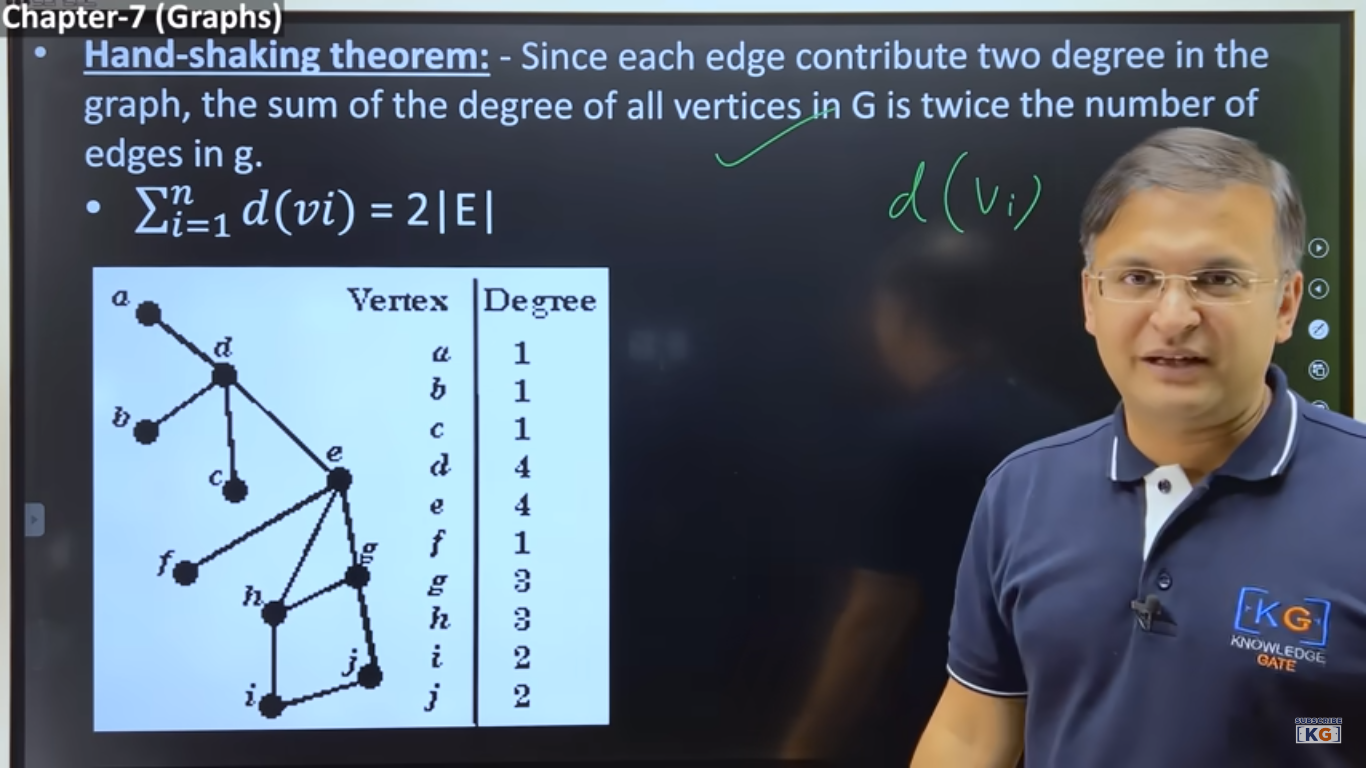 Chapter-7 (Graphs)
• Hand-shaking theorem: - Since each edge contribute two degree in the
graph, the sum of the degree of all vertices in G is twice the number of
edges in g.
d(vᵢ)
• ∑ⁿᵢ₌₁ d(vi) = 2|E|
Vertex Degree
a 1
b 1
c 1
d 4
e 4
f 1
g 3
h 3
i 2
j 2
a
d
b
c
e
f
g
h
j
i
KG
KNOWLEDGE
GATE
SUBSCRIBE
KG